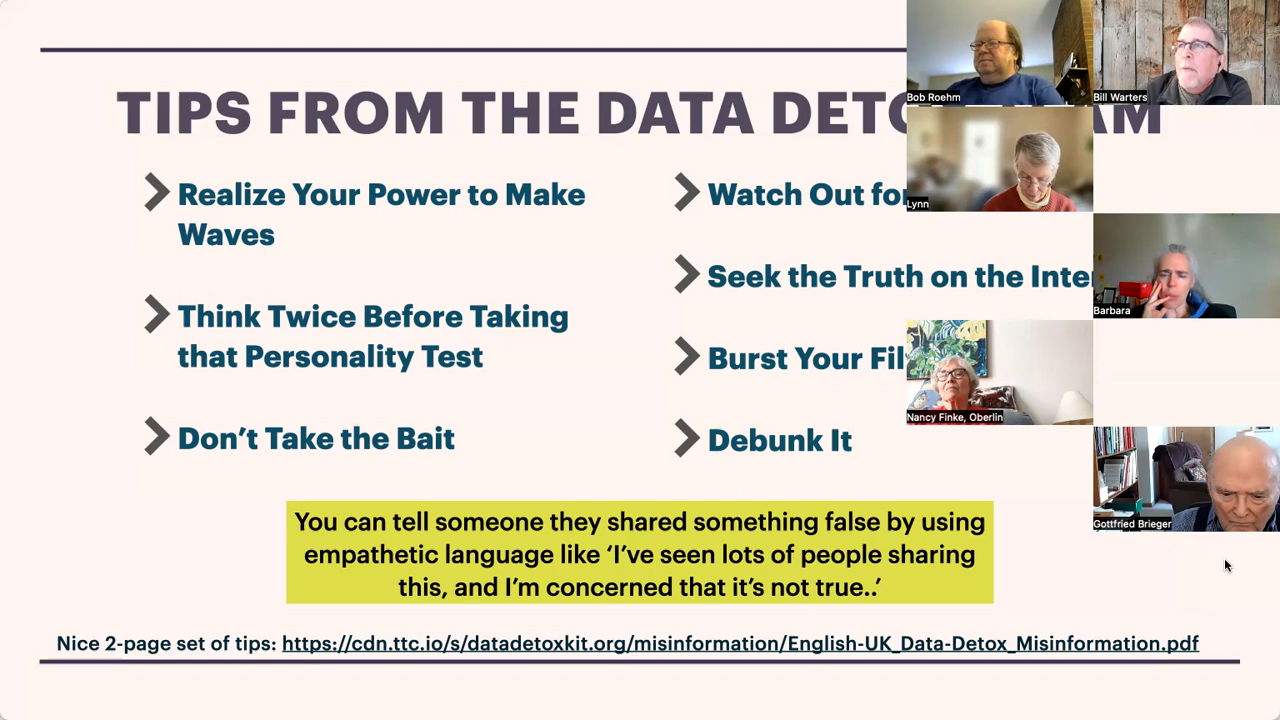 TIPS FROM THE DATA
Realize Your Power to Make
Waves
Think Twice Before Taking
that Personality Test
Don’t Take the Bait
Watch Out for
Seek the Truth on the
Burst Your
Debunk It
You can tell someone they shared something false by using
empathetic language like ‘I’ve seen lots of people sharing
this, and I’m concerned that it’s not true..’
Nice 2-page set of tips: https://cdn.ttc.io/s/datadetoxkit.org/misinformation/English-UK_Data-Detox_Misinformation.pdf
Bob Roehm
Bill Warters
Lynn
Barbara
Nancy Finke, Oberlin
Gottfried Brieger